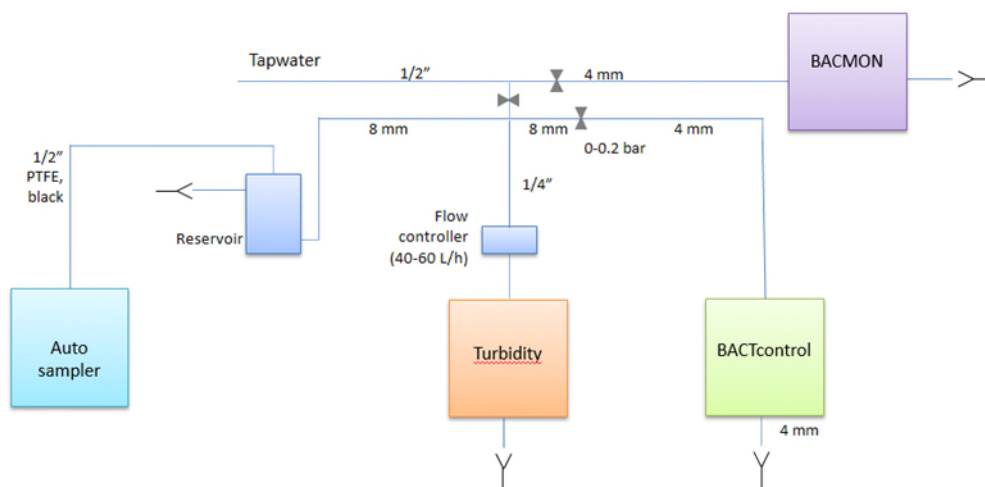 Tapwater
1/2”
4 mm
BACMON
8 mm
8 mm
4 mm
0-0.2 bar
1/2”
PTFE,
black
1/4”
Reservoir
Flow
controller
(40-60 L/h)
Auto
sampler
Turbidity
BACTcontrol
4 mm